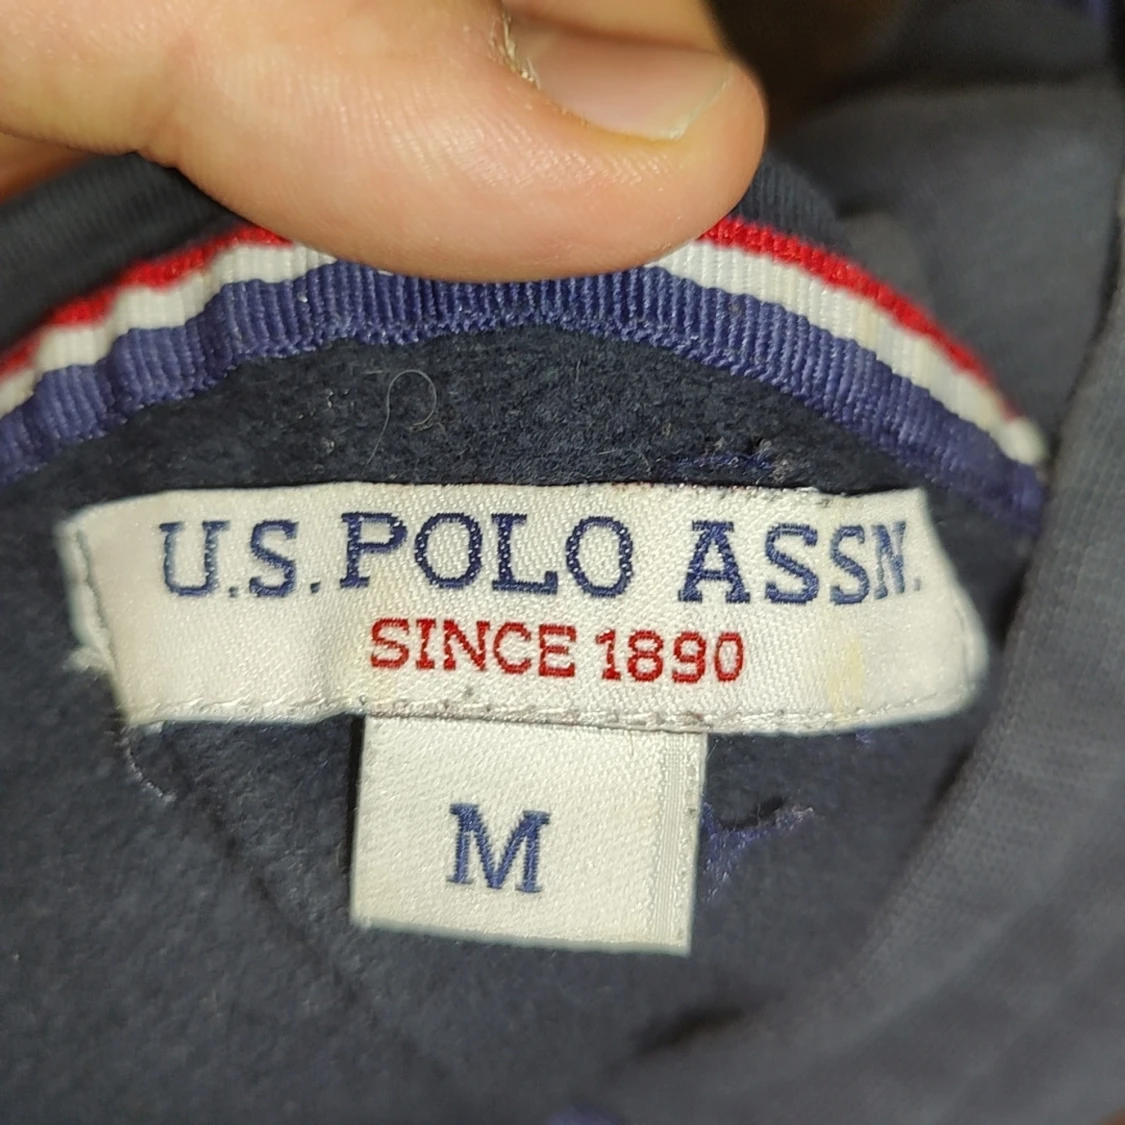 U.S. POLO ASSN.
SINCE 1890
M